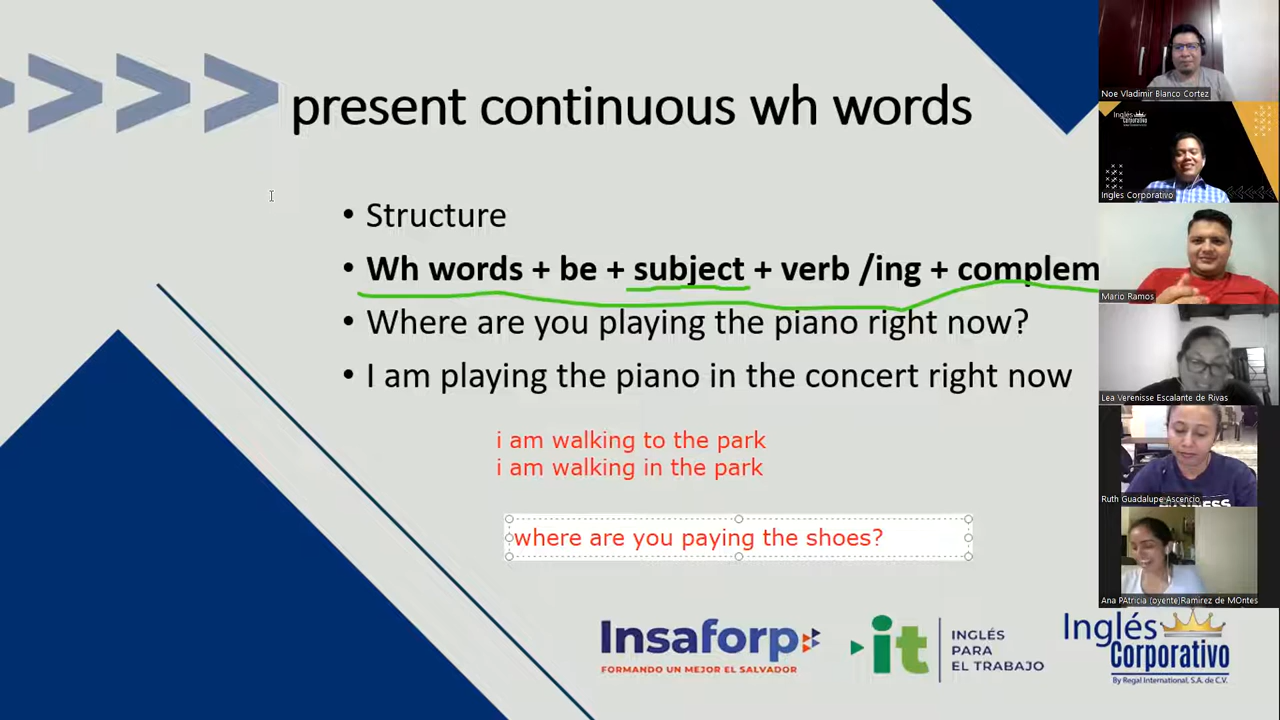 present continuous wh words
• Structure
• Wh words + be + subject + verb /ing + complem
• Where are you playing the piano right now?
• I am playing the piano in the concert right now
i am walking to the park
i am walking in the park
where are you paying the shoes?
Insaforp
FORMANDO UN MEJOR EL SALVADOR
it
INGLÉS
PARA
EL TRABAJO
Inglés
Corporativo
By Regal International, S.A. de C.V.
Noe Vladimir Blanco Cortez
Inglés
Corporativo
Ingles Corporativo
Mario Ramos
Lea Verenisse Escalante de Rivas
Ruth Guadalupe Ascencio
Ana PAtricia (oyente)Ramirez de MOntes